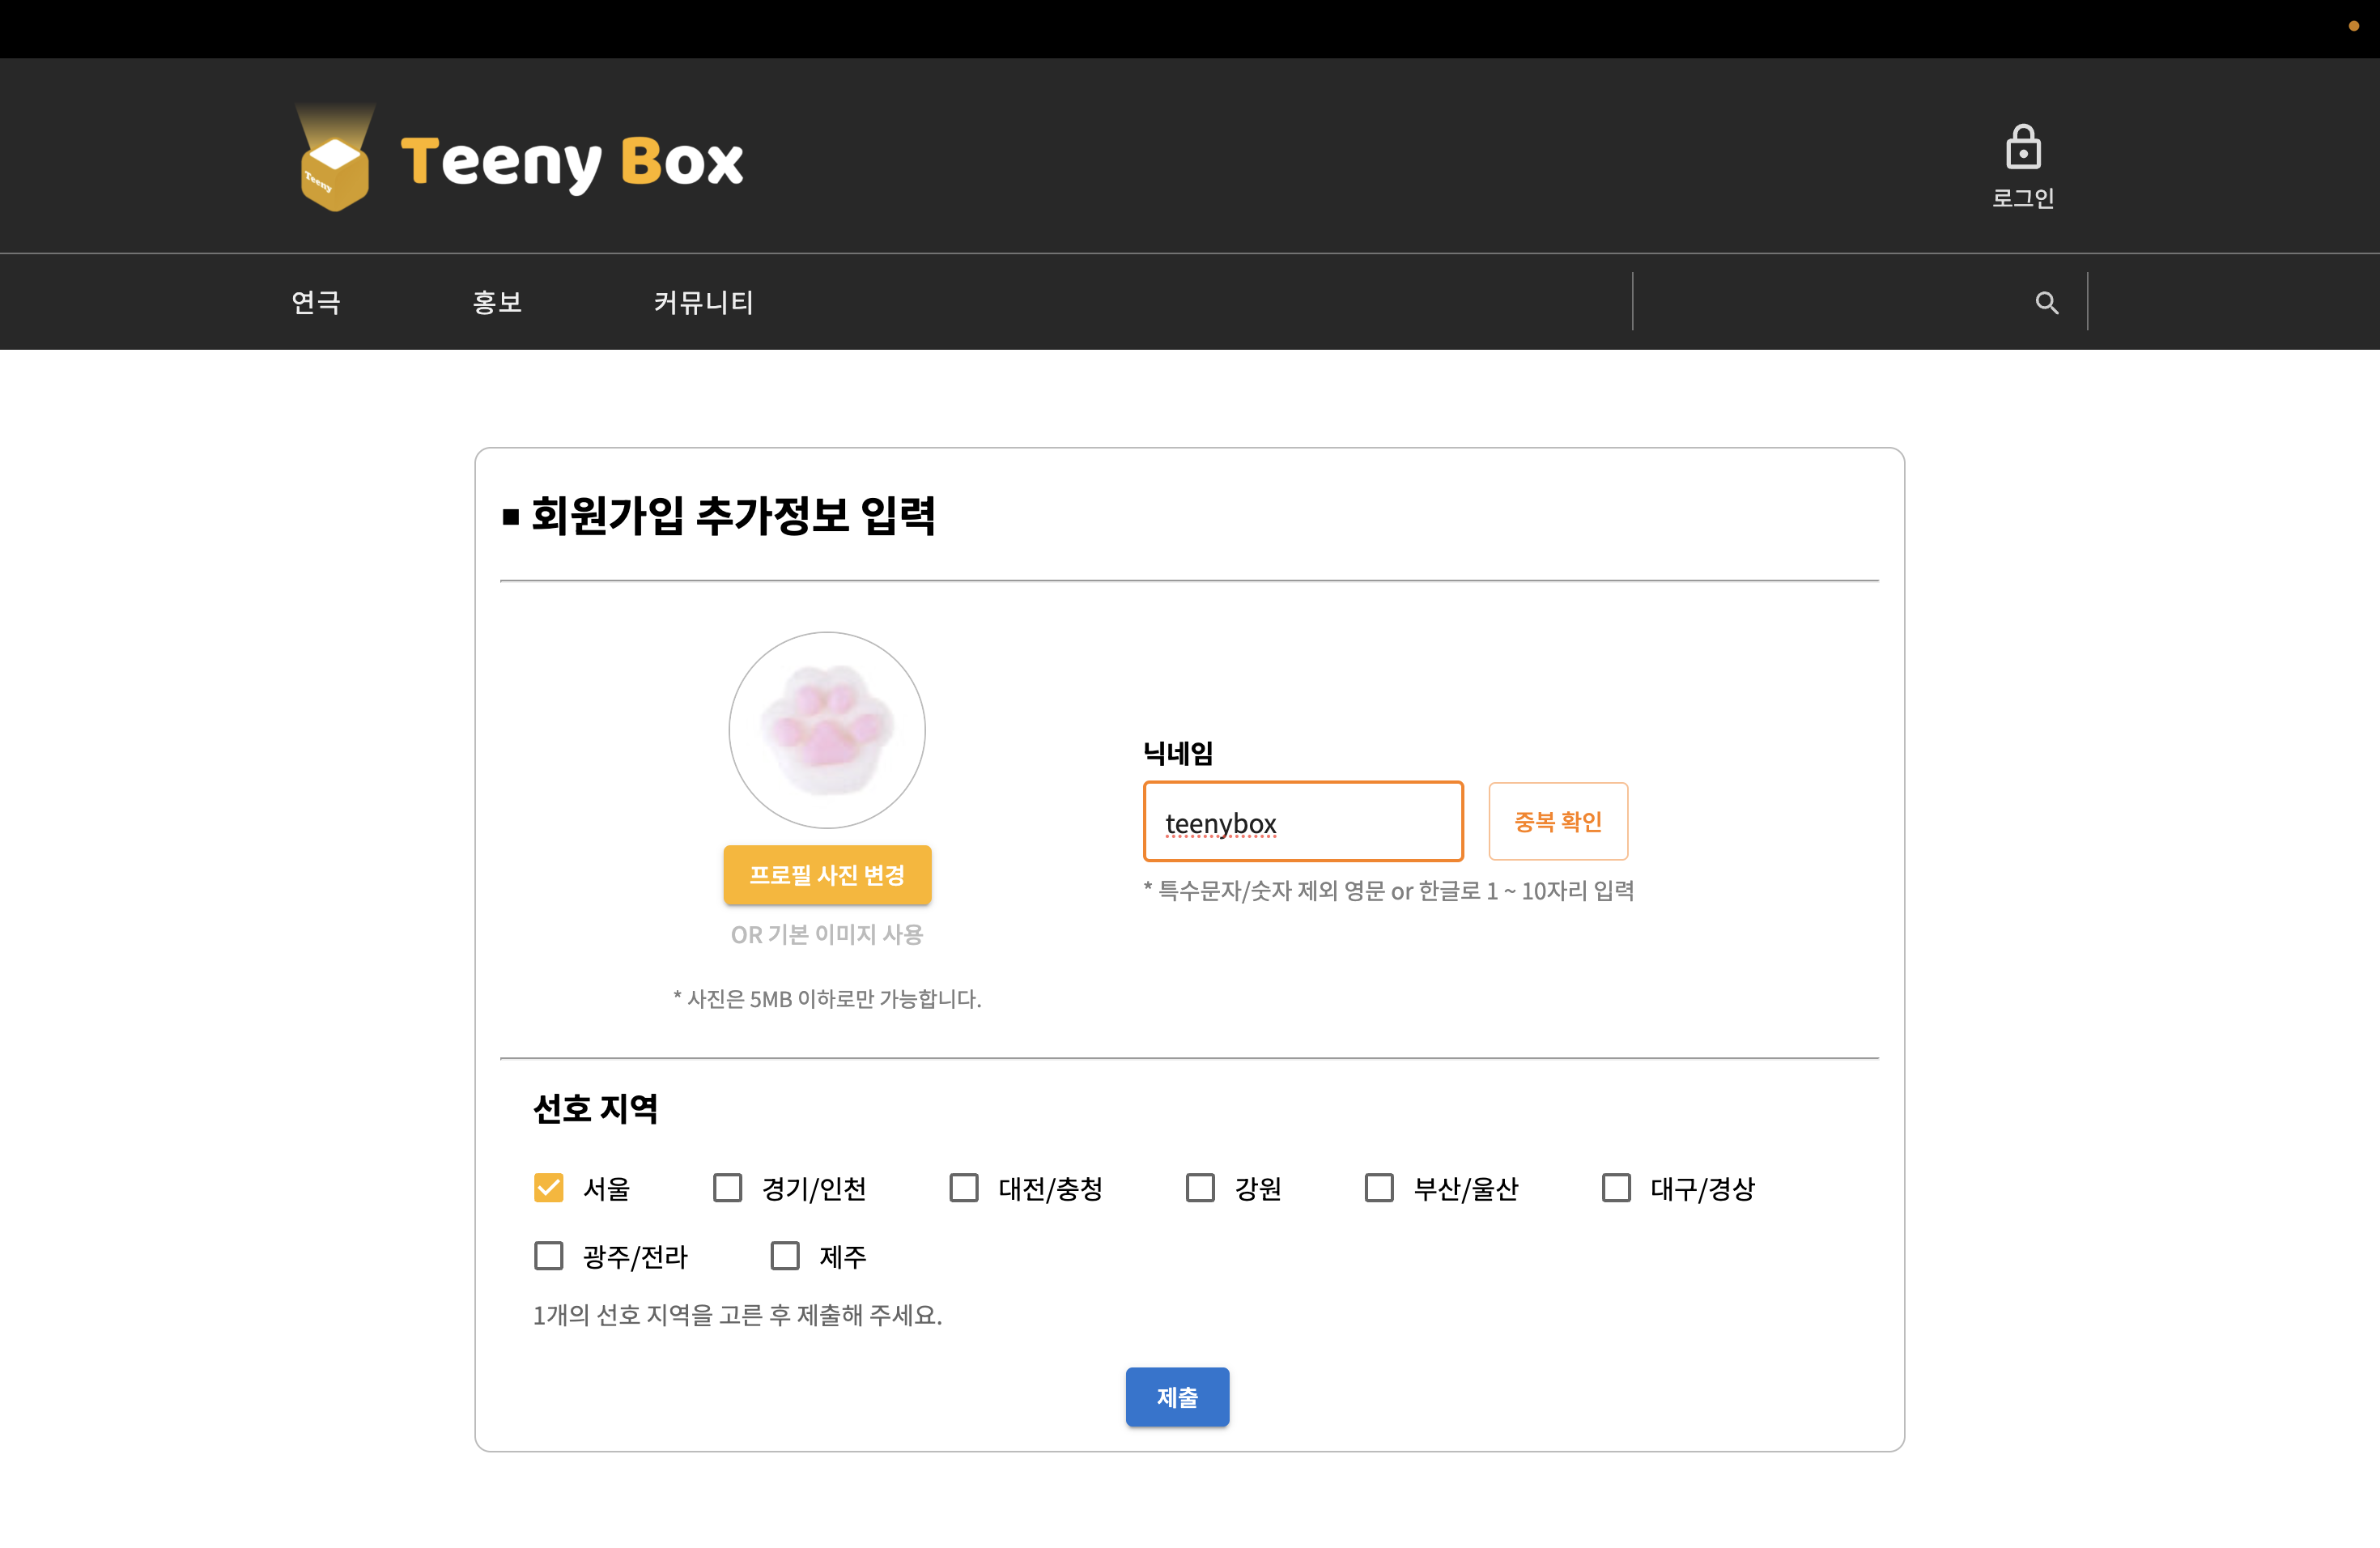 Teeny
Teeny Box
로그인
연극 홍보 커뮤니티
▪ 회원가입 추가정보 입력
닉네임
teenybox 중복 확인
프로필 사진 변경
* 특수문자/숫자 제외 영문 or 한글로 1 ~ 10자리 입력
OR 기본 이미지 사용
* 사진은 5MB 이하로만 가능합니다.
선호 지역
서울 경기/인천 대전/충청 강원 부산/울산 대구/경상
광주/전라 제주
1개의 선호 지역을 고른 후 제출해 주세요.
제출